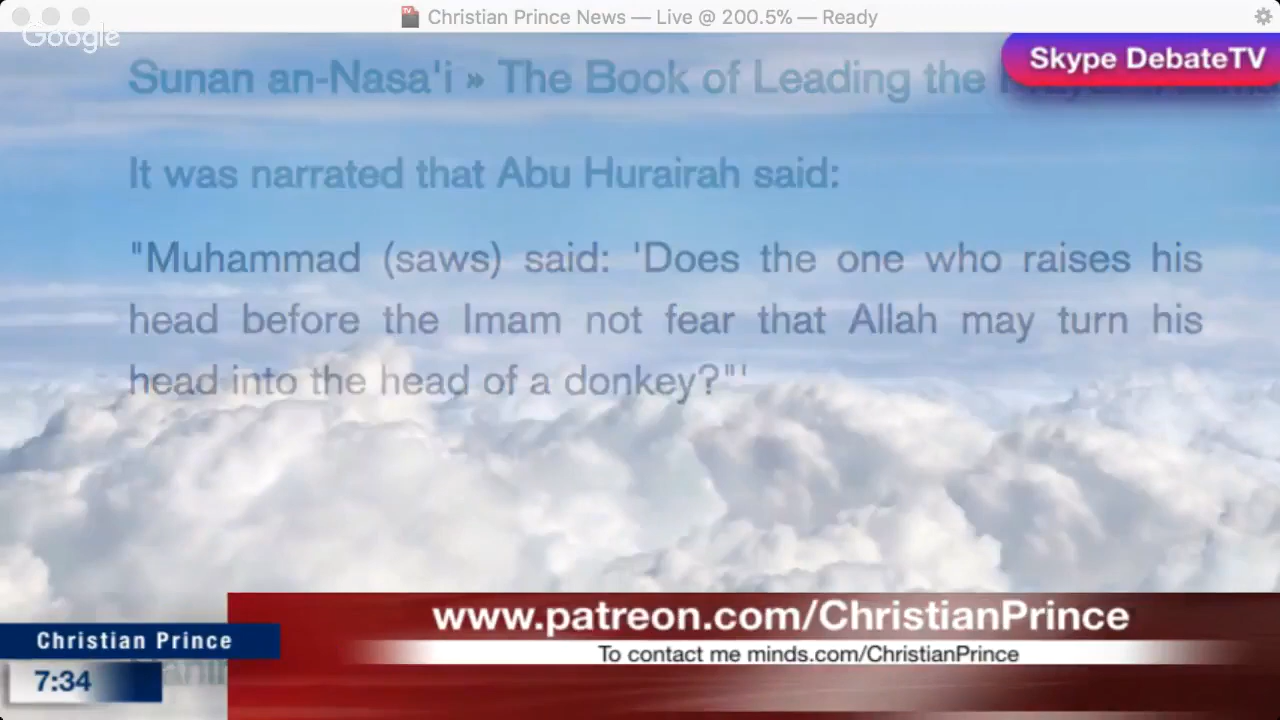 Christian Prince News — Live @ 200.5% — Ready
Google
Skype DebateTV
Sunan an-Nasa'i » The Book of Leading the
It was narrated that Abu Hurairah said:
"Muhammad (saws) said: 'Does the one who raises his
head before the Imam not fear that Allah may turn his
head into the head of a donkey?"'
www.patreon.com/ChristianPrince
Christian Prince
To contact me minds.com/ChristianPrince
7:34